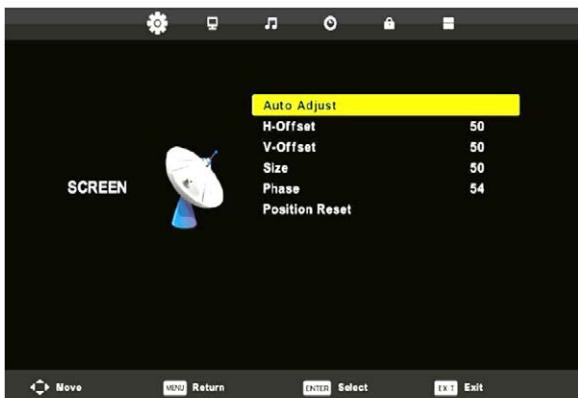 Auto Adjust
H-Offset 50
V-Offset 50
Size 50
SCREEN
Phase 54
Position Reset
Move MENU Return ENTER Select EXIT Exit